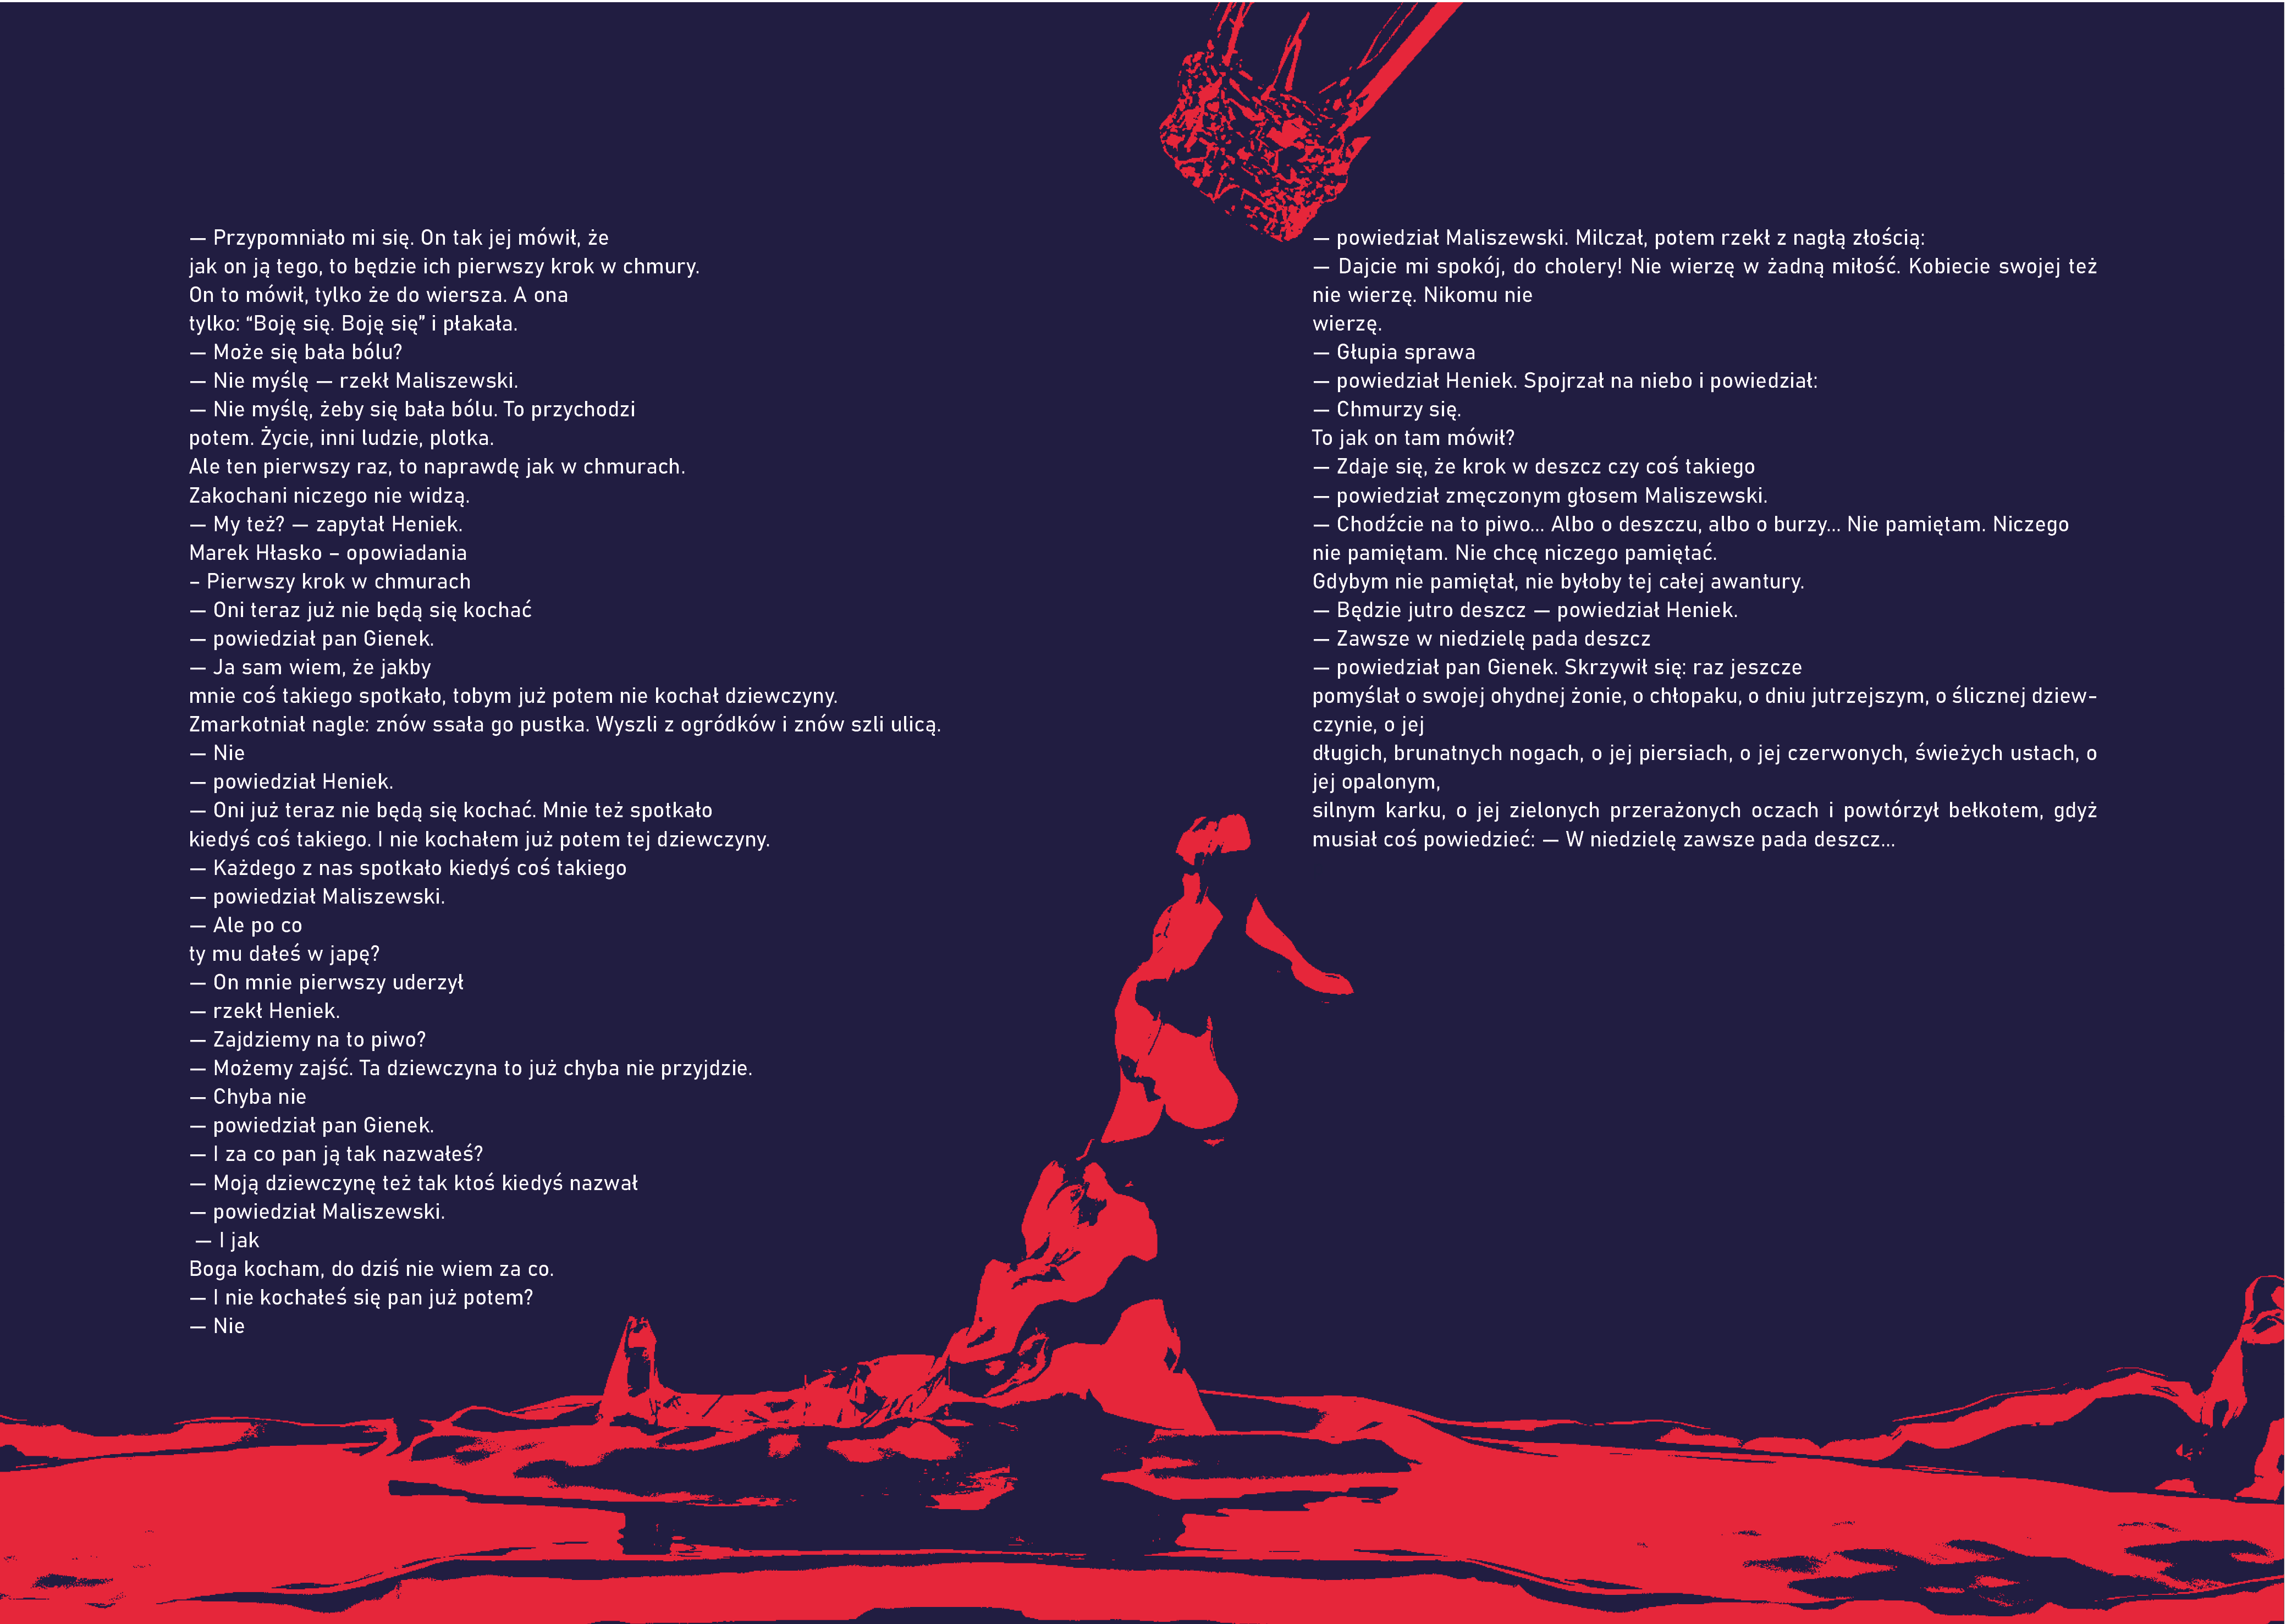 — Przypomniało mi się. On tak jej mówił, że
jak on ją tego, to będzie ich pierwszy krok w chmury.
On to mówił, tylko że do wiersza. A ona
tylko: “Boję się. Boję się” i płakała.
— Może się bała bólu?
— Nie myślę — rzekł Maliszewski.
— Nie myślę, żeby się bała bólu. To przychodzi
potem. Życie, inni ludzie, plotka.
Ale ten pierwszy raz, to naprawdę jak w chmurach.
Zakochani niczego nie widzą.
— My też? — zapytał Heniek.
Marek Hłasko – opowiadania
– Pierwszy krok w chmurach
— Oni teraz już nie będą się kochać
— powiedział pan Gienek.
— Ja sam wiem, że jakby
mnie coś takiego spotkało, tobym już potem nie kochał dziewczyny.
Zmarkotniał nagle: znów ssała go pustka. Wyszli z ogródków i znów szli ulicą.
— Nie
— powiedział Heniek.
— Oni już teraz nie będą się kochać. Mnie też spotkało
kiedyś coś takiego. I nie kochałem już potem tej dziewczyny.
— Każdego z nas spotkało kiedyś coś takiego
— powiedział Maliszewski.
— Ale po co
ty mu dałeś w japę?
— On mnie pierwszy uderzył
— rzekł Heniek.
— Zajdziemy na to piwo?
— Możemy zajść. Ta dziewczyna to już chyba nie przyjdzie.
— Chyba nie
— powiedział pan Gienek.
— I za co pan ją tak nazwałeś?
— Moją dziewczynę też tak ktoś kiedyś nazwał
— powiedział Maliszewski.
— I jak
Boga kocham, do dziś nie wiem za co.
— I nie kochałeś się pan już potem?
— Nie
— powiedział Maliszewski. Milczał, potem rzekł z nagłą złością:
— Dajcie mi spokój, do cholery! Nie wierzę w żadną miłość. Kobiecie swojej też
nie wierzę. Nikomu nie
wierzę.
— Głupia sprawa
— powiedział Heniek. Spojrzał na niebo i powiedział:
— Chmurzy się.
To jak on tam mówił?
— Zdaje się, że krok w deszcz czy coś takiego
— powiedział zmęczonym głosem Maliszewski.
— Chodźcie na to piwo... Albo o deszczu, albo o burzy... Nie pamiętam. Niczego
nie pamiętam. Nie chcę niczego pamiętać.
Gdybym nie pamiętał, nie byłoby tej całej awantury.
— Będzie jutro deszcz — powiedział Heniek.
— Zawsze w niedzielę pada deszcz
— powiedział pan Gienek. Skrzywił się: raz jeszcze
pomyślał o swojej ohydnej żonie, o chłopaku, o dniu jutrzejszym, o ślicznej dziew-
czynie, o jej
długich, brunatnych nogach, o jej piersiach, o jej czerwonych, świeżych ustach, o
jej opalonym,
silnym karku, o jej zielonych przerażonych oczach i powtórzył bełkotem, gdyż
musiał coś powiedzieć: — W niedzielę zawsze pada deszcz...